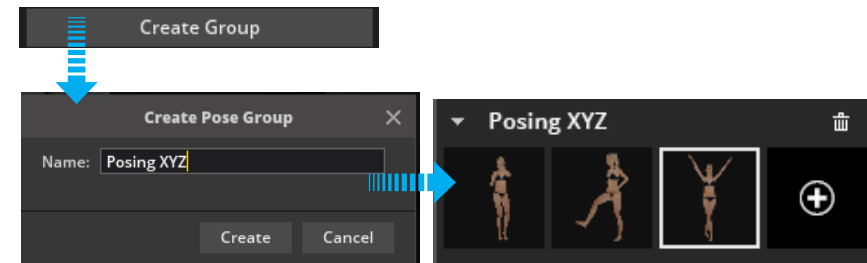 Create Group
Create Pose Group
Name: Posing XYZ
Create Cancel
Posing XYZ